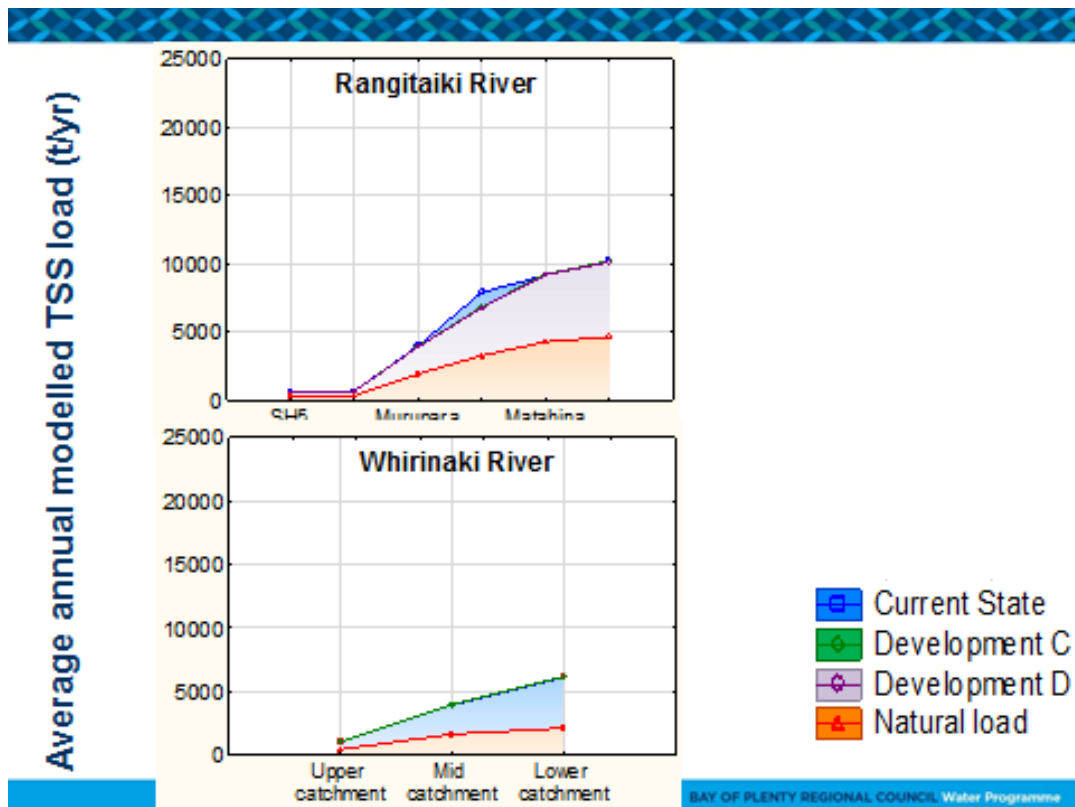 Average annual modelled TSS load (t/yr)
25000
Rangitaiki River
20000
15000
10000
5000
0
SH5 Murupara Matahina
25000
Whirinaki River
20000
15000
10000
5000
0
Upper catchment
Mid catchment
Lower catchment
Current State
Development C
Development D
Natural load
BAY OF PLENTY REGIONAL COUNCIL Water Programme